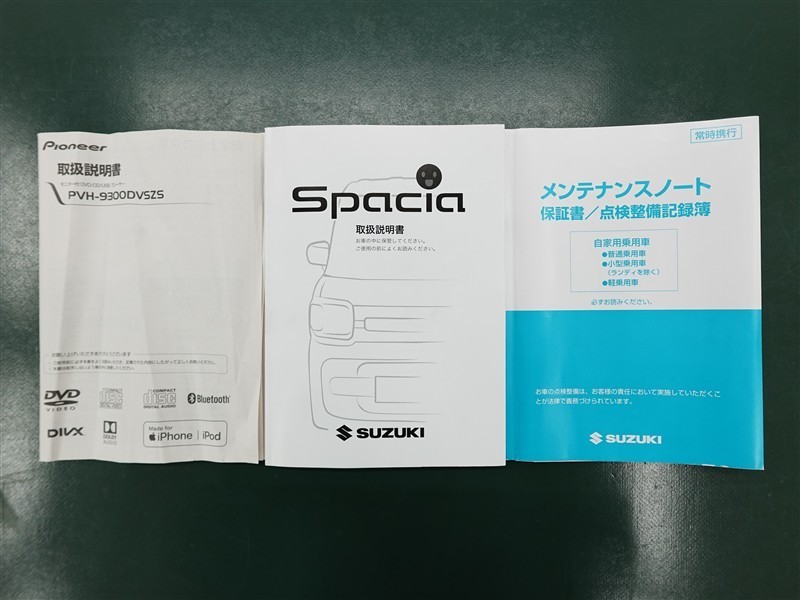 Pioneer
取扱説明書
PVH-9300DVSZS
DVD
VIDEO
COMPACT
disc
DIGITAL AUDIO
COMPACT
disc
DIGITAL AUDIO
Bluetooth
DIVX
DOLBY
AUDIO
Made for
iPhone | iPod
Spacia
取扱説明書
お車の中に保管してください。
ご使用の前によくお読みください。
SUZUKI
常時携行
メンテナンスノート
保証書／点検整備記録簿
自家用乗用車
●普通乗用車
●小型乗用車
（ランディを除く）
●軽乗用車
必ずお読みください。
お車の点検整備は、お客様の責任において実施していただくこ
とが法律で義務づけられています。
SUZUKI